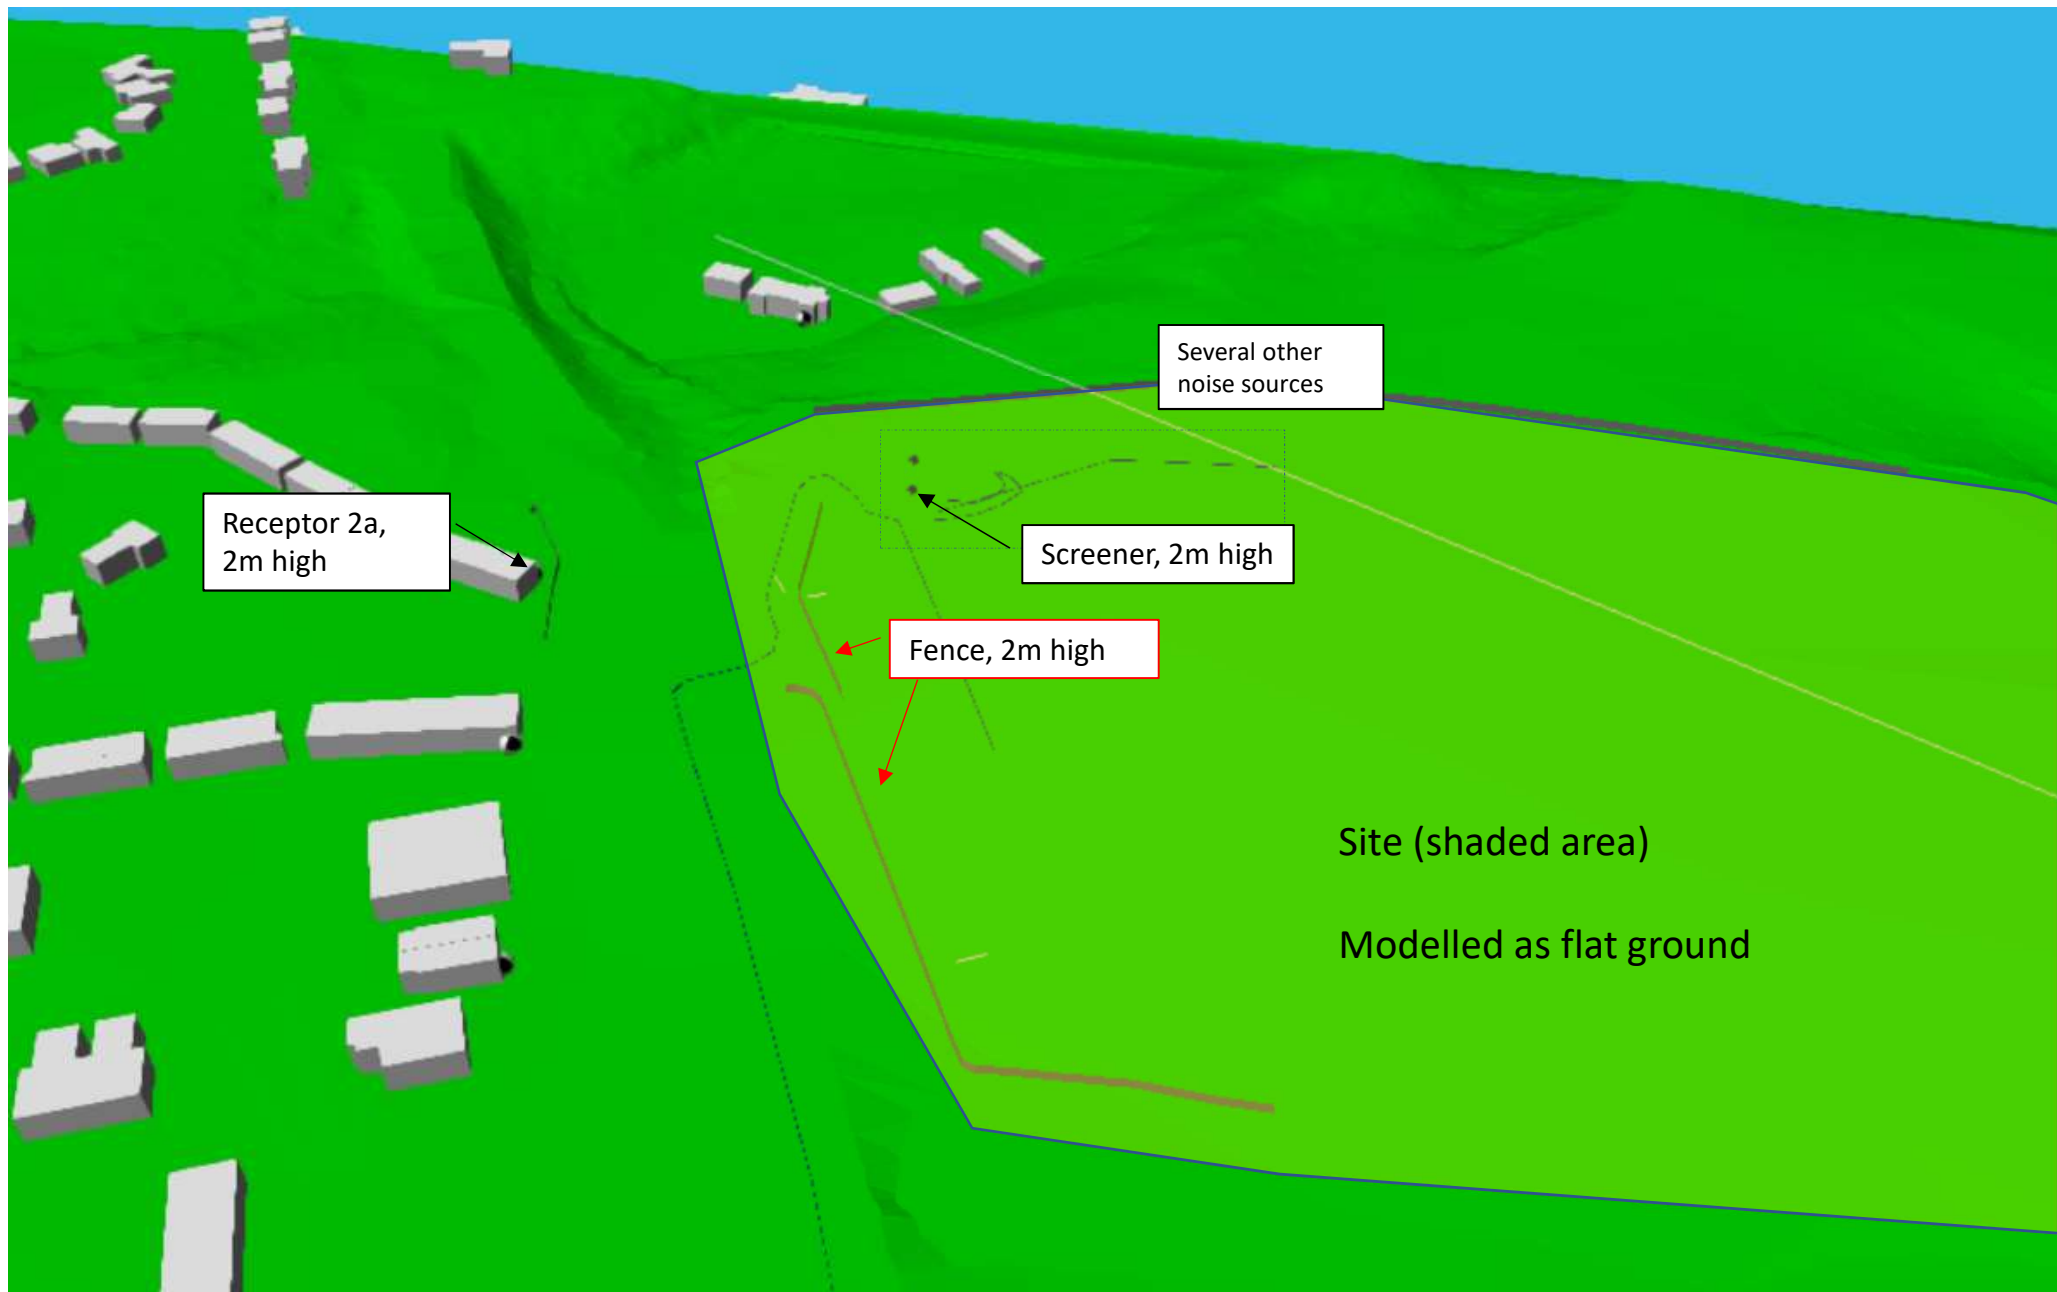 Several other
noise sources
Receptor 2a,
2m high
Screener, 2m high
Fence, 2m high
Site (shaded area)
Modelled as flat ground